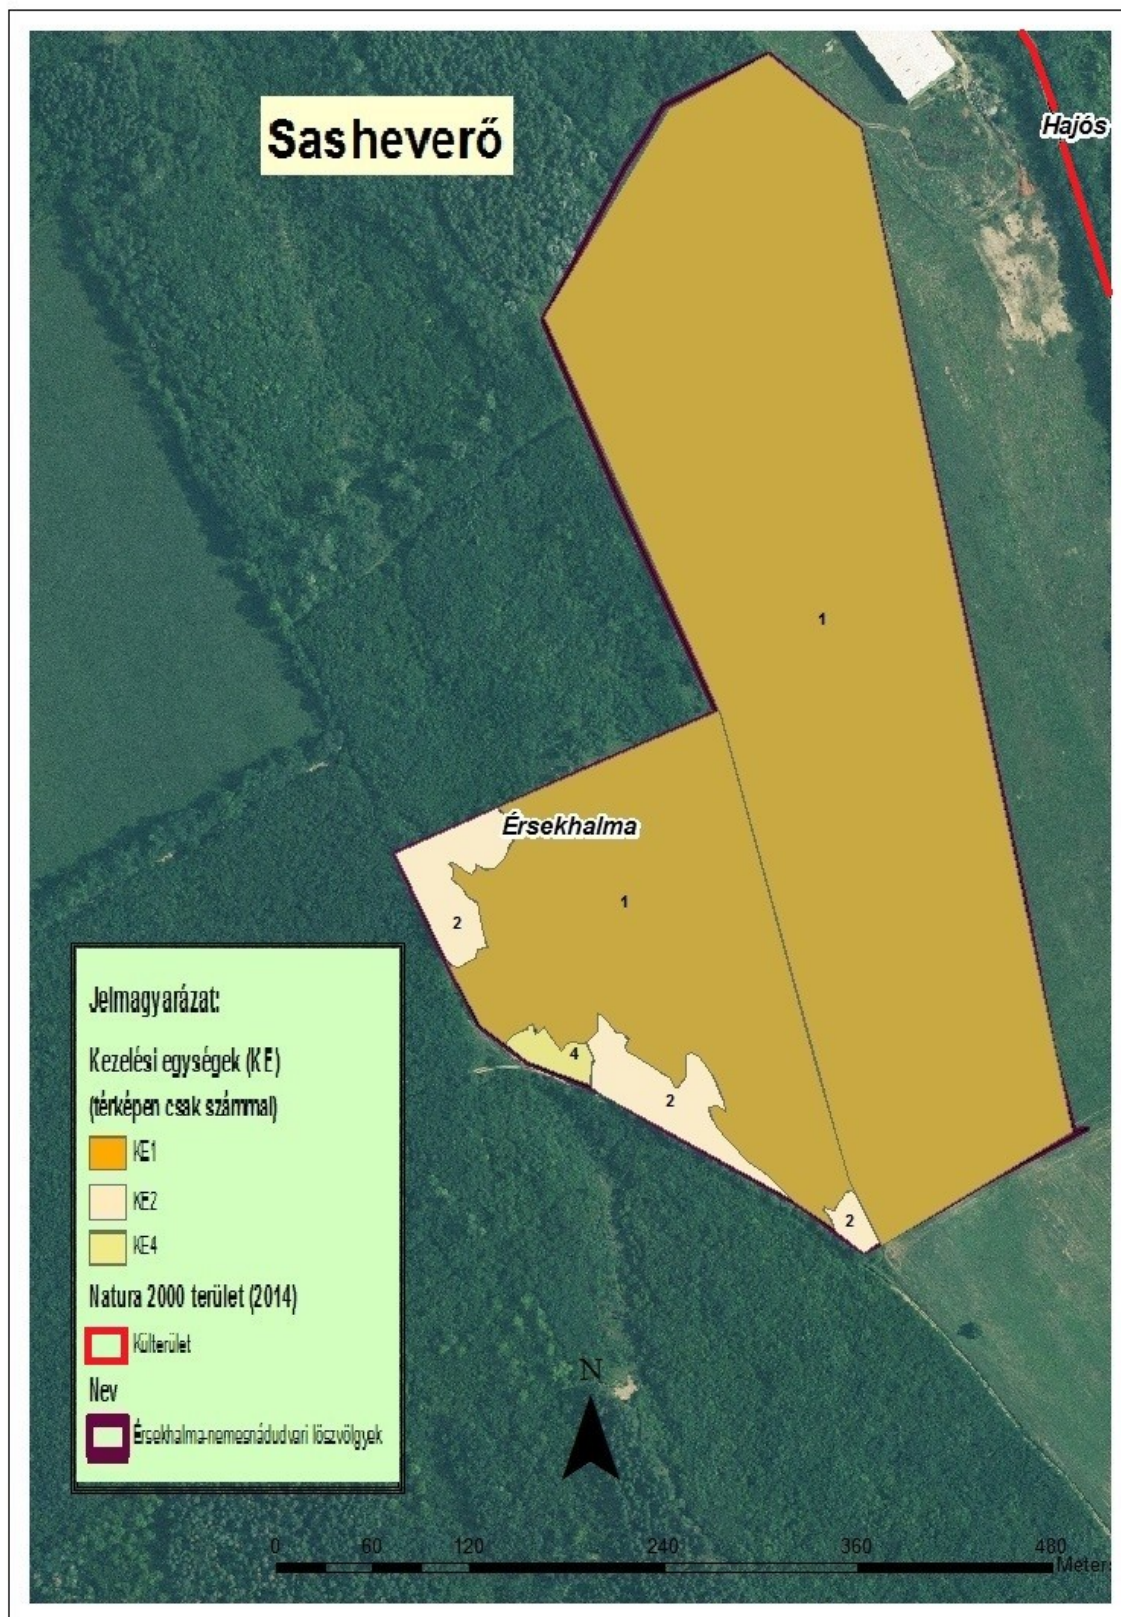 Sasheverő
Hajós
1
Érsekhalma
1
2
4
2
2
Jelmagyarázat:
Kezelési egységek (KE)
(térképen csak számmal)
KE1
KE2
KE4
Natura 2000 terület (2014)
Külterület
Nev
Érsekhalma-nemesnádudvari löszvölgyek
N
0 60 120 240 360 480
Meters